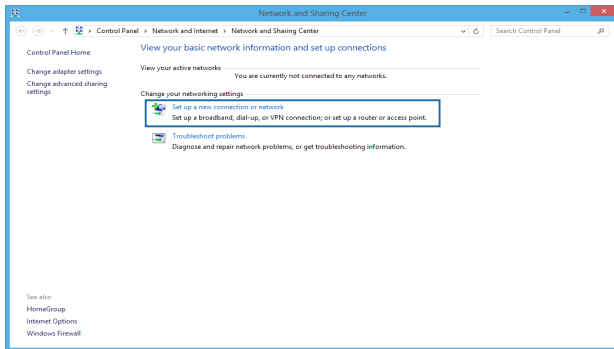 Network and Sharing Center
Control Panel Network and Internet Network and Sharing Center
Search Control Panel
Control Panel Home
Change adapter settings
Change advanced sharing
settings
View your basic network information and set up connections
View your active networks
You are currently not connected to any networks.
Change your networking settings
Set up a new connection or network
Set up a broadband, dial-up, or VPN connection; or set up a router or access point.
Troubleshoot problems
Diagnose and repair network problems, or get troubleshooting information.
See also
HomeGroup
Internet Options
Windows Firewall